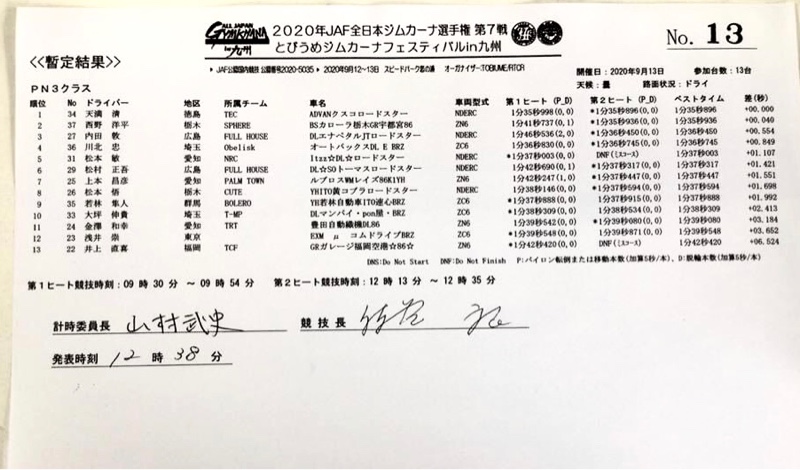 ALL JAPAN
GYMKHANA
in 九州
2020年JAF全日本ジムカーナ選手権 第7戦
とびうめジムカーナフェスティバルin九州
No. 13
<<暫定結果>>
▶ JAF公認国内競技 公認番号2020-5035 ▶ 2020年9月12~13日 スピードパーク恋の浦 オーガナイザー:TOBIUME/RTCR
開催日:2020年9月13日 参加台数:13台
PN3クラス
天候:曇 路面状況:ドライ
順位 No ドライバー 地区 所属チーム 車名 車両型式 第1ヒート(P_D) 第2ヒート(P_D) ベストタイム 差(秒)
1 34 天満 清 徳島 TEC ADVANクスコロードスター NDERC 1分35秒998(0,0) *1分35秒896(0,0) 1分35秒896 +00.000
2 37 西野 洋平 栃木 SPHERE BSカローラ栃木GR宇都宮86 ZN6 1分41秒737(0,1) *1分35秒936(0,0) 1分35秒936 +00.040
3 27 内田 敦 広島 FULL HOUSE DLエナペタルITロードスター NDERC 1分46秒536(2,0) *1分36秒450(0,0) 1分36秒450 +00.554
4 36 川北 忠 埼玉 Obelisk オートバックスDL E BRZ ZC6 1分36秒830(0,0) *1分36秒745(0,0) 1分36秒745 +00.849
5 31 松本 敏 愛知 NRC Itzz☆DL☆ロードスター NDERC *1分37秒003(0,0) DNF(ミスコース) 1分37秒003 +01.107
6 29 松村 正吾 広島 FULL HOUSE DL☆SOトーマスロードスター NDERC 1分42秒690(0,1) *1分37秒317(0,0) 1分37秒317 +01.421
7 25 上本 昌彦 愛知 PALM TOWN ルブロスWMレイズ86K1YH ZN6 1分42秒247(0,1) *1分37秒447(0,0) 1分37秒447 +01.551
8 26 松本 悟 栃木 CUTE YHITO黄コブラロードスター NDERC 1分38秒146(0,0) *1分37秒594(0,0) 1分37秒594 +01.698
9 35 若林 隼人 群馬 BOLERO YH若林自動車ITO速心BRZ ZC6 *1分37秒888(0,0) 1分37秒915(0,0) 1分37秒888 +01.992
10 33 大坪 伸貴 埼玉 T-MP DLマンパイ・pon屋・BRZ ZC6 *1分38秒309(0,0) 1分38秒534(0,0) 1分38秒309 +02.413
11 24 金澤 和幸 愛知 TRT 豊田自動織機DL86 ZN6 1分39秒542(0,0) *1分39秒080(0,0) 1分39秒080 +03.184
12 23 浅井 崇 東京 EXM μ コムドライブBRZ ZC6 *1分39秒548(0,0) 1分39秒871(0,0) 1分39秒548 +03.652
13 22 井上 直嘉 福岡 TCF GRガレージ福岡空港☆86☆ ZN6 *1分42秒420(0,0) DNF(ミスコース) 1分42秒420 +06.524
DNS:Do Not Start DNF:Do Not Finish P:パイロン転倒または移動本数(加算5秒/本)、D:脱輪本数(加算5秒/本)
第1ヒート競技時刻:09 時30 分 ~ 09 時54 分 第2ヒート競技時刻:12 時13 分 ~ 12 時35 分
計時委員長 山村武史 競技長
発表時刻 12 時 38 分